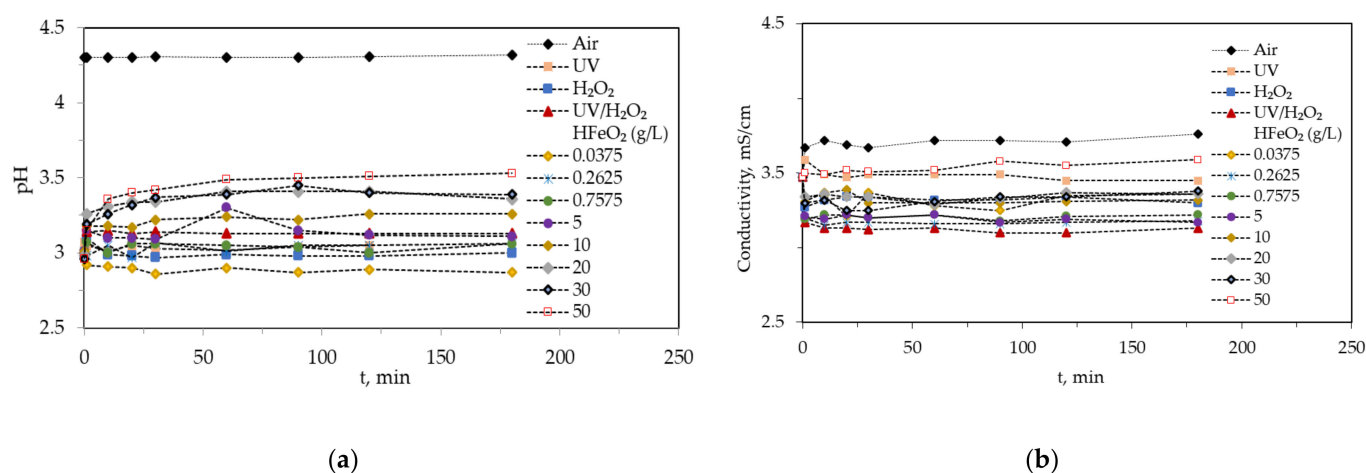 4.5
4
3.5
3
2.5
pH
0
50
100
150
200
250
t, min
Air
UV
H₂O₂
UV/H₂O₂
HFeO₂ (g/L)
0.0375
0.2625
0.7575
5
10
20
30
50
(a)
4.5
3.5
2.5
Conductivity, mS/cm
0
50
100
150
200
250
t, min
Air
UV
H₂O₂
UV/H₂O₂
HFeO₂ (g/L)
0.0375
0.2625
0.7575
5
10
20
30
50
(b)